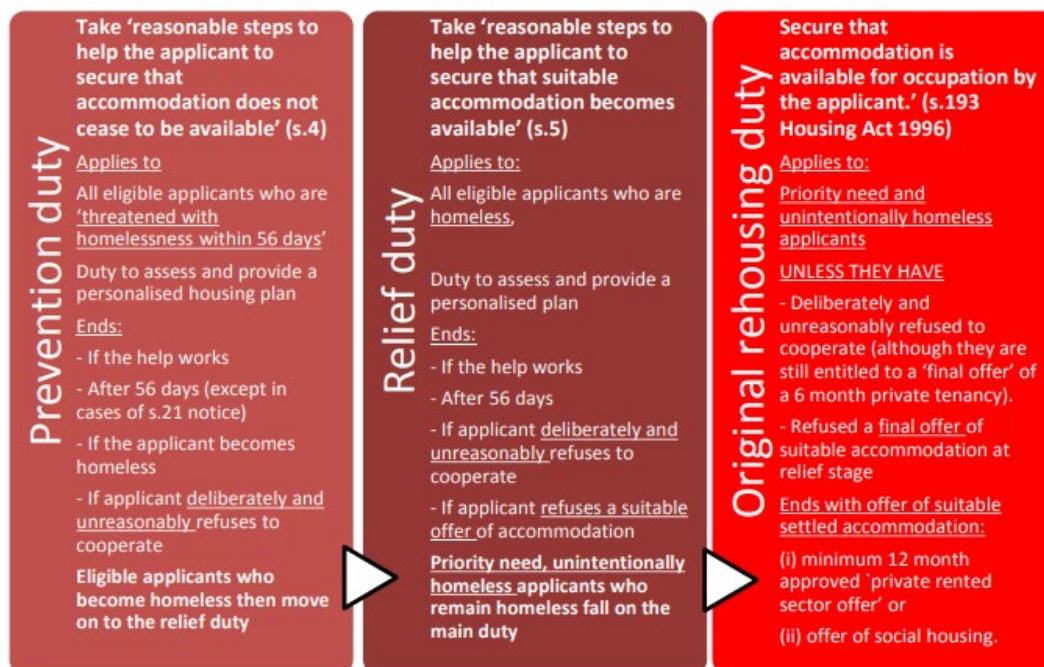 Prevention duty
Take ‘reasonable steps to
help the applicant to
secure that
accommodation does not
cease to be available’ (s.4)
Applies to
All eligible applicants who are
‘threatened with
homelessness within 56 days’
Duty to assess and provide a
personalised housing plan
Ends:
- If the help works
- After 56 days (except in
cases of s.21 notice)
- If the applicant becomes
homeless
- If applicant deliberately and
unreasonably refuses to
cooperate
Eligible applicants who
become homeless then move
on to the relief duty
Relief duty
Take ‘reasonable steps to
help the applicant to
secure that suitable
accommodation becomes
available’ (s.5)
Applies to:
All eligible applicants who are
homeless,
Duty to assess and provide a
personalised plan
Ends:
- If the help works
- After 56 days
- If applicant deliberately and
unreasonably refuses to
cooperate
- If applicant refuses a suitable
offer of accommodation
Priority need, unintentionally
homeless applicants who
remain homeless fall on the
main duty
Original rehousing duty
Secure that
accommodation is
available for occupation by
the applicant.’ (s.193
Housing Act 1996)
Applies to:
Priority need and
unintentionally homeless
applicants
UNLESS THEY HAVE
- Deliberately and
unreasonably refused to
cooperate (although they are
still entitled to a ‘final offer’ of
a 6 month private tenancy).
- Refused a final offer of
suitable accommodation at
relief stage
Ends with offer of suitable
settled accommodation:
(i) minimum 12 month
approved `private rented
sector offer’ or
(ii) offer of social housing.